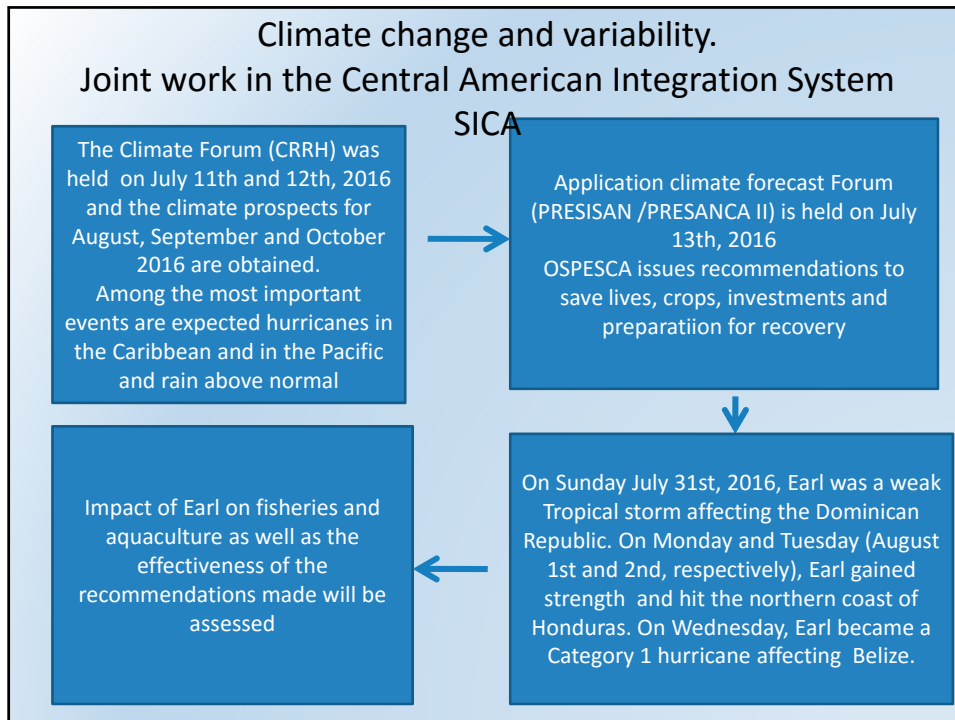 Climate change and variability.
Joint work in the Central American Integration System
SICA
The Climate Forum (CRRH) was
held on July 11th and 12th, 2016
and the climate prospects for
August, September and October
2016 are obtained.
Among the most important
events are expected hurricanes in
the Caribbean and in the Pacific
and rain above normal
Application climate forecast Forum
(PRESISAN /PRESANCA II) is held on July
13th, 2016
OSPESCA issues recommendations to
save lives, crops, investments and
preparatiion for recovery
On Sunday July 31st, 2016, Earl was a weak
Tropical storm affecting the Dominican
Republic. On Monday and Tuesday (August
1st and 2nd, respectively), Earl gained
strength and hit the northern coast of
Honduras. On Wednesday, Earl became a
Category 1 hurricane affecting Belize.
Impact of Earl on fisheries and
aquaculture as well as the
effectiveness of the
recommendations made will be
assessed